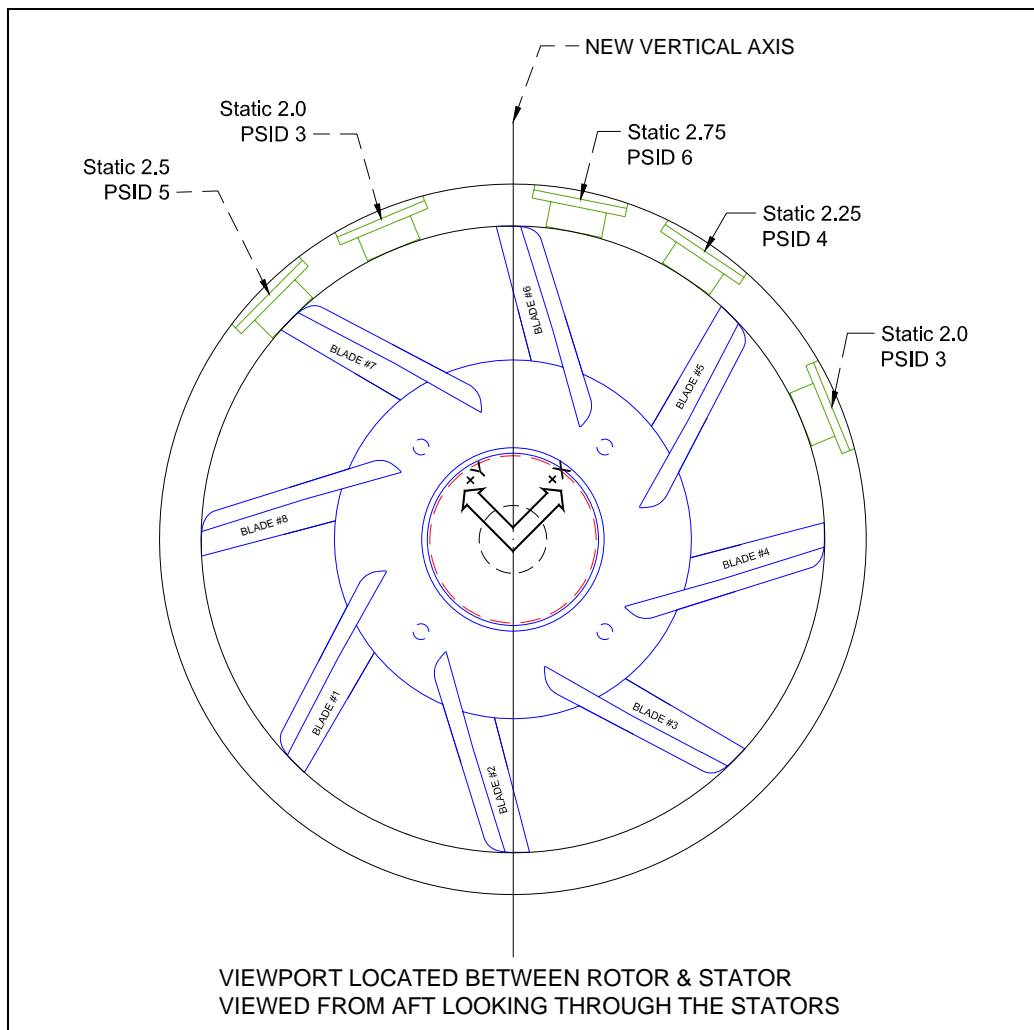 NEW VERTICAL AXIS
Static 2.0
PSID 3
Static 2.75
PSID 6
Static 2.5
PSID 5
Static 2.25
PSID 4
Static 2.0
PSID 3
BLADE #6
BLADE #7
BLADE #5
+Y
+X
BLADE #8
BLADE #4
BLADE #1
BLADE #3
BLADE #2
VIEWPORT LOCATED BETWEEN ROTOR & STATOR
VIEWED FROM AFT LOOKING THROUGH THE STATORS